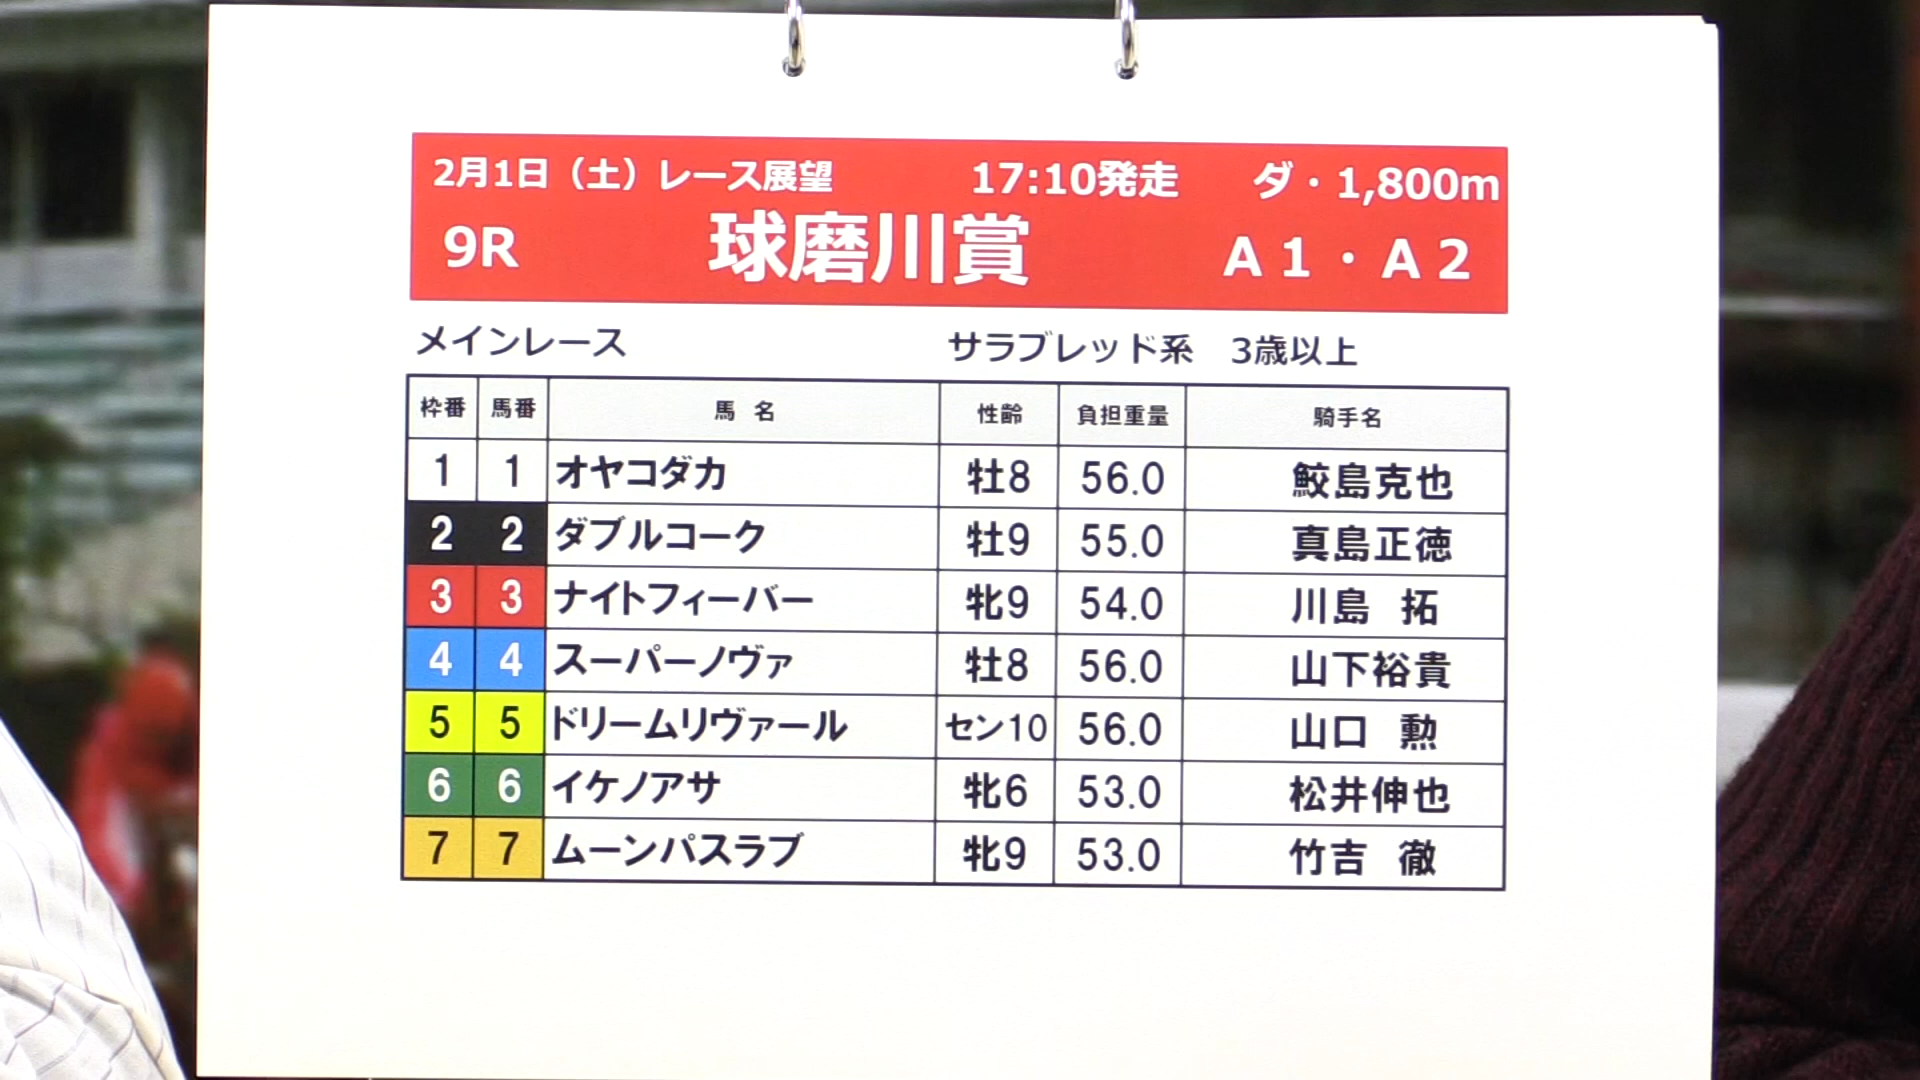 2月1日（土）レース展望 17:10発走 ダ・1,800m
9R 球磨川賞 A1・A2
メインレース サラブレッド系 3歳以上
枠番 馬番 馬名 性齢 負担重量 騎手名
1 1 オヤコダカ 牡8 56.0 鮫島克也
2 2 ダブルコーク 牡9 55.0 真島正徳
3 3 ナイトフィーバー 牝9 54.0 川島 拓
4 4 スーパーノヴァ 牡8 56.0 山下裕貴
5 5 ドリームリヴァール セン10 56.0 山口 勲
6 6 イケノアサ 牝6 53.0 松井伸也
7 7 ムーンパスラブ 牝9 53.0 竹吉 徹